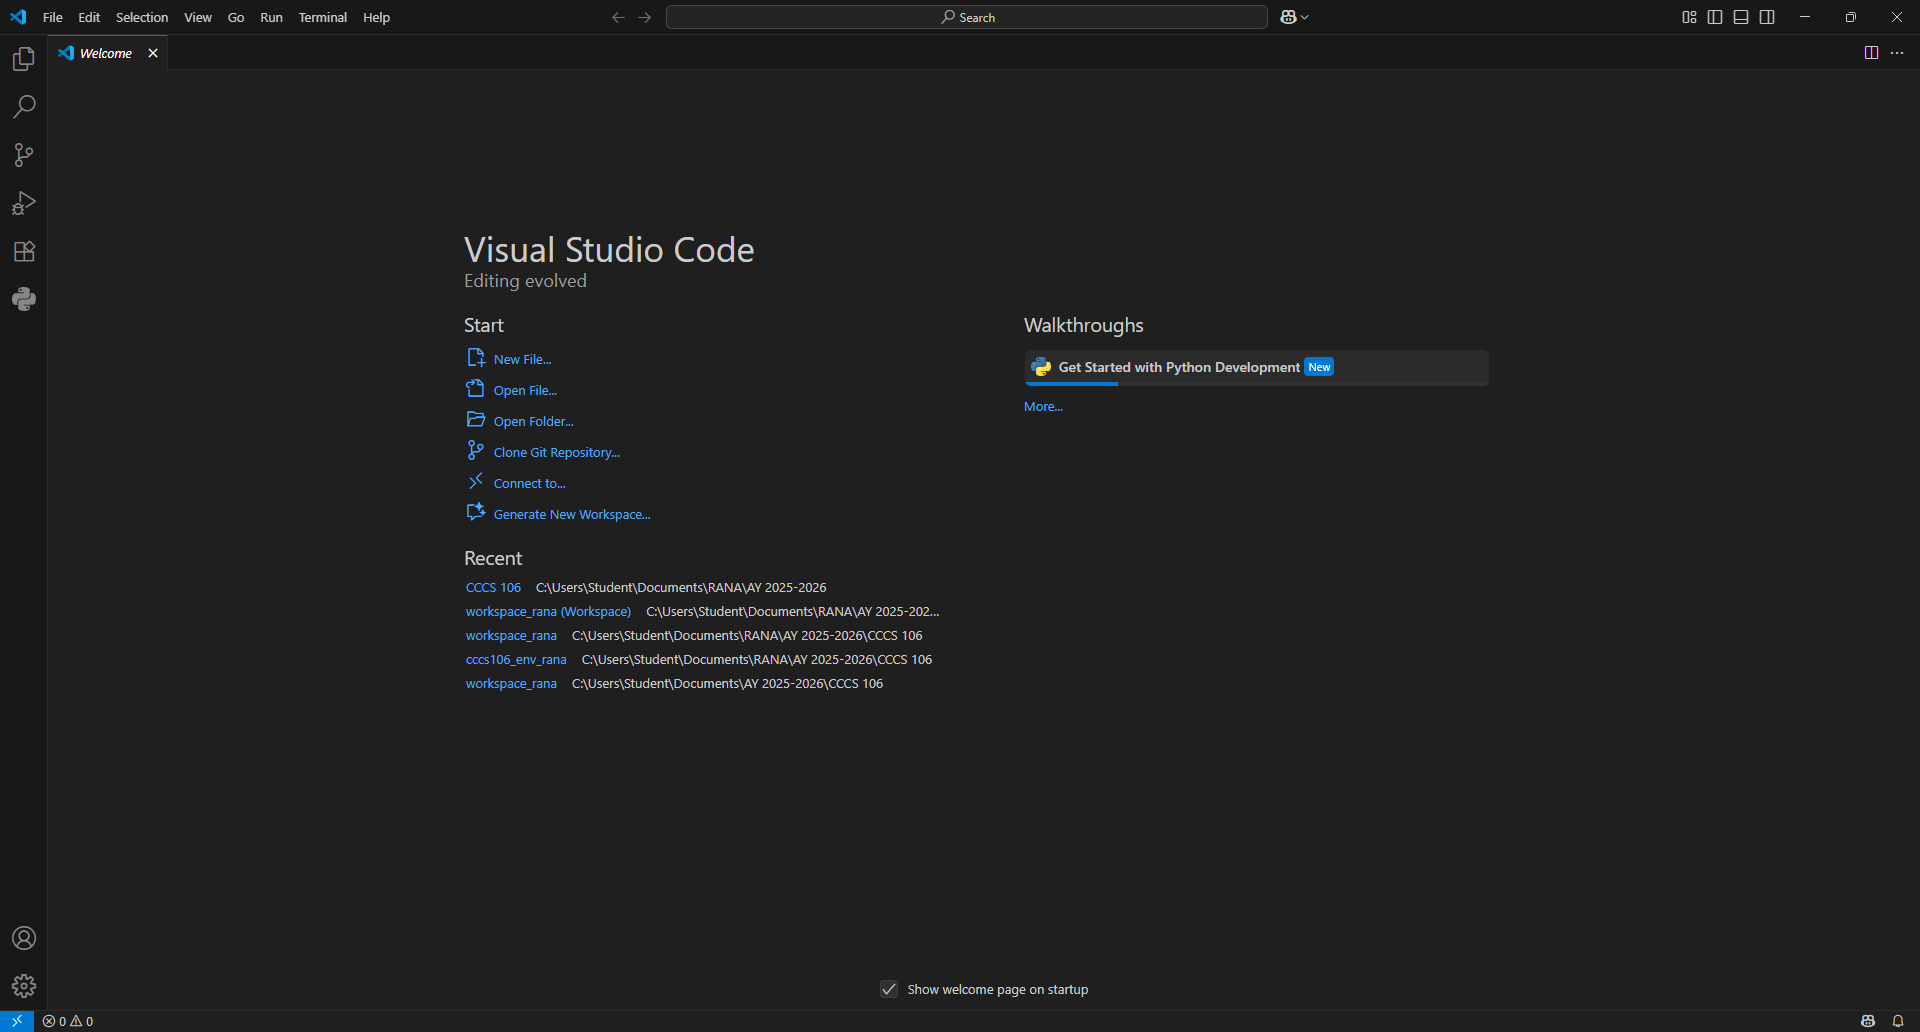 File Edit Selection View Go Run Terminal Help
Search
Welcome
Visual Studio Code
Editing evolved
Start
New File...
Open File...
Open Folder...
Clone Git Repository...
Connect to...
Generate New Workspace...
Recent
CCCS 106 C:\Users\Student\Documents\RANA\AY 2025-2026
workspace_rana (Workspace) C:\Users\Student\Documents\RANA\AY 2025-202...
workspace_rana C:\Users\Student\Documents\RANA\AY 2025-2026\CCCS 106
cccs106_env_rana C:\Users\Student\Documents\RANA\AY 2025-2026\CCCS 106
workspace_rana C:\Users\Student\Documents\AY 2025-2026\CCCS 106
Walkthroughs
Get Started with Python Development New
More...
Show welcome page on startup
0 0